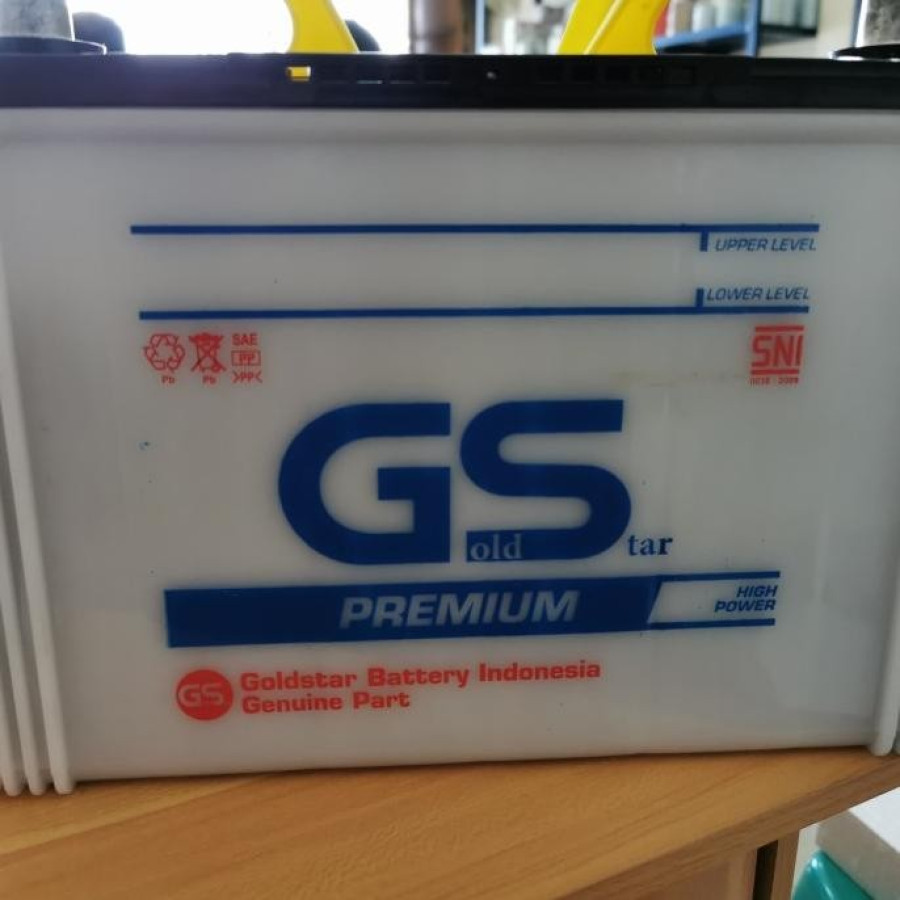 UPPER LEVEL
LOWER LEVEL
SAE
PP
>PP<
Pb
Pb
SNI
GS
old
tar
PREMIUM
HIGH
POWER
GS
Goldstar Battery Indonesia
Genuine Part